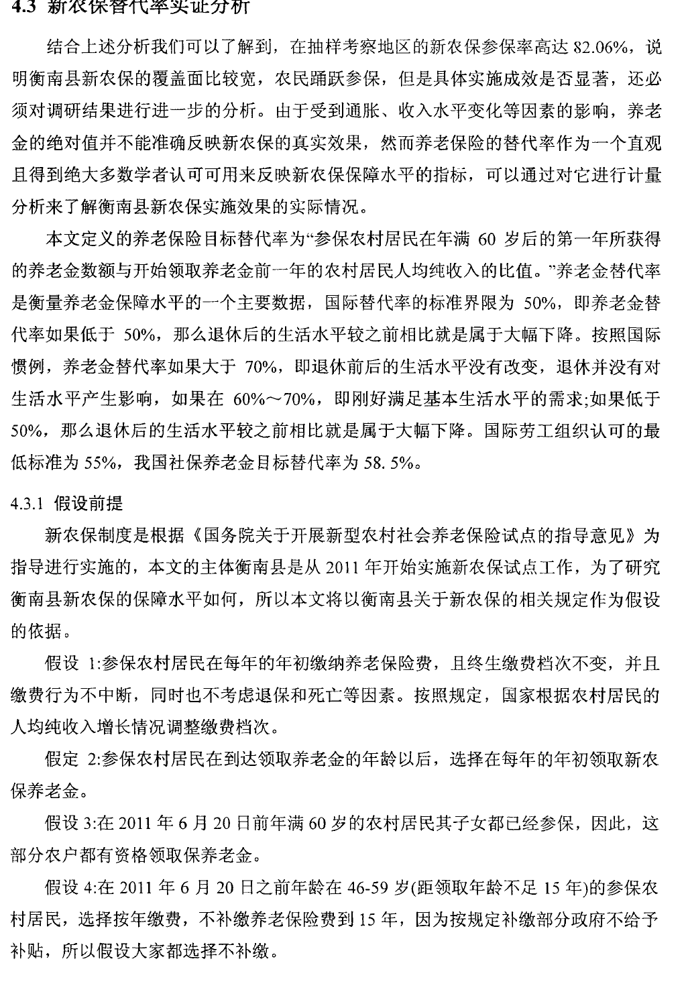 4.3 新农保替代率实证分析
结合上述分析我们可以了解到，在抽样考察地区的新农保参保率高达 82.06%，说
明衡南县新农保的覆盖面比较宽，农民踊跃参保，但是具体实施成效是否显著，还必
须对调研结果进行进一步的分析。由于受到通胀、收入水平变化等因素的影响，养老
金的绝对值并不能准确反映新农保的真实效果，然而养老保险的替代率作为一个直观
且得到绝大多数学者认可可用来反映新农保保障水平的指标，可以通过对它进行计量
分析来了解衡南县新农保实施效果的实际情况。
本文定义的养老保险目标替代率为“参保农村居民在年满 60 岁后的第一年所获得
的养老金数额与开始领取养老金前一年的农村居民人均纯收入的比值。”养老金替代率
是衡量养老金保障水平的一个主要数据，国际替代率的标准界限为 50%，即养老金替
代率如果低于 50%，那么退休后的生活水平较之前相比就是属于大幅下降。按照国际
惯例，养老金替代率如果大于 70%，即退休前后的生活水平没有改变，退休并没有对
生活水平产生影响，如果在 60%～70%，即刚好满足基本生活水平的需求;如果低于
50%，那么退休后的生活水平较之前相比就是属于大幅下降。国际劳工组织认可的最
低标准为 55%，我国社保养老金目标替代率为 58. 5%。
4.3.1 假设前提
新农保制度是根据《国务院关于开展新型农村社会养老保险试点的指导意见》为
指导进行实施的，本文的主体衡南县是从 2011 年开始实施新农保试点工作，为了研究
衡南县新农保的保障水平如何，所以本文将以衡南县关于新农保的相关规定作为假设
的依据。
假设 1:参保农村居民在每年的年初缴纳养老保险费，且终生缴费档次不变，并且
缴费行为不中断，同时也不考虑退保和死亡等因素。按照规定，国家根据农村居民的
人均纯收入增长情况调整缴费档次。
假定 2:参保农村居民在到达领取养老金的年龄以后，选择在每年的年初领取新农
保养老金。
假设 3:在 2011 年 6 月 20 日前年满 60 岁的农村居民其子女都已经参保，因此，这
部分农户都有资格领取保养老金。
假设 4:在 2011 年 6 月 20 日之前年龄在 46-59 岁(距领取年龄不足 15 年)的参保农
村居民，选择按年缴费，不补缴养老保险费到 15 年，因为按规定补缴部分政府不给予
补贴，所以假设大家都选择不补缴。